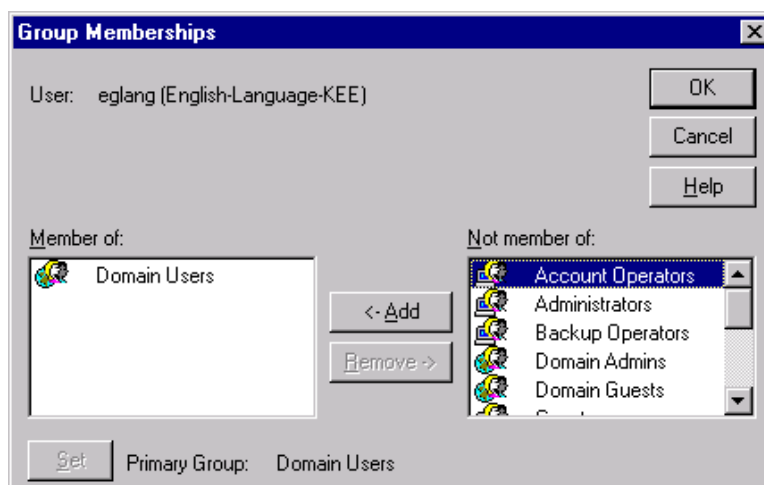 Group Memberships
User: eglang (English-Language-KEE)
OK
Cancel
Help
Member of:
Not member of:
Domain Users
Account Operators
Administrators
Backup Operators
Domain Admins
Domain Guests
<- Add
Remove ->
Set Primary Group: Domain Users